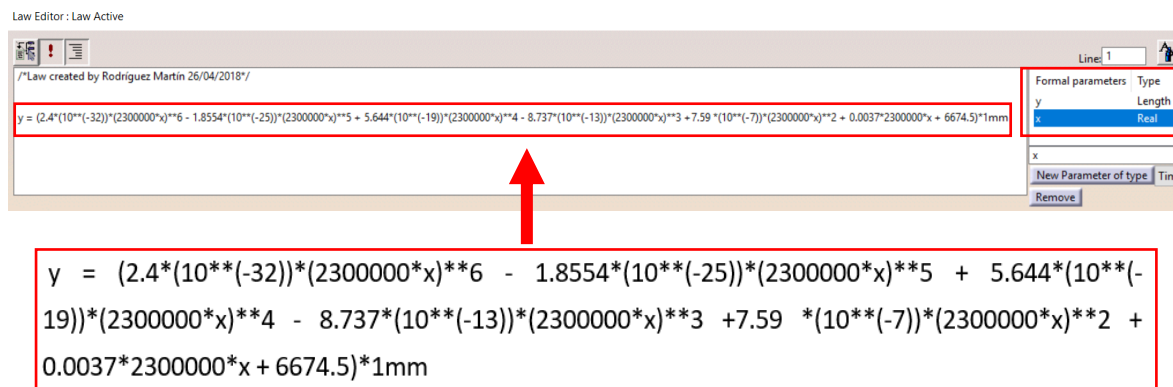 Law Editor : Law Active
Line: 1
/*Law created by Rodríguez Martín 26/04/2018*/
Formal parameters Type
y Length
x Real
y = (2.4*(10**(-32))*(2300000*x)**6 - 1.8554*(10**(-25))*(2300000*x)**5 + 5.644*(10**(-19))*(2300000*x)**4 - 8.737*(10**(-13))*(2300000*x)**3 +7.59 *(10**(-7))*(2300000*x)**2 + 0.0037*2300000*x + 6674.5)*1mm
x
New Parameter of type Tin
Remove
y = (2.4*(10**(-32))*(2300000*x)**6 - 1.8554*(10**(-25))*(2300000*x)**5 + 5.644*(10**(-
19))*(2300000*x)**4 - 8.737*(10**(-13))*(2300000*x)**3 +7.59 *(10**(-7))*(2300000*x)**2 +
0.0037*2300000*x + 6674.5)*1mm